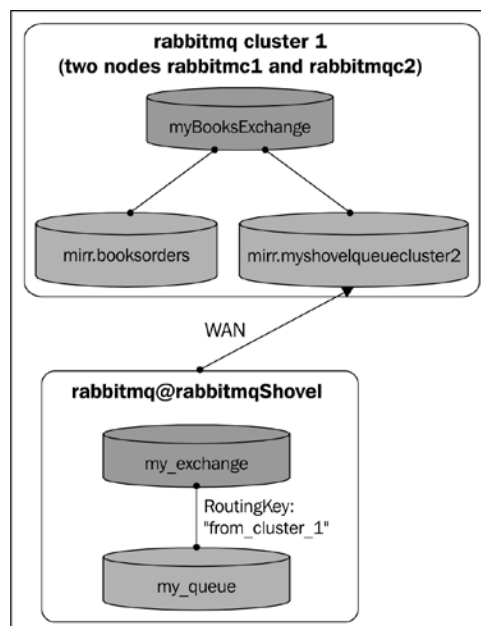 rabbitmq cluster 1
(two nodes rabbitmc1 and rabbitmqc2)
myBooksExchange
mirr.booksorders
mirr.myshovelqueuecluster2
WAN
rabbitmq@rabbitmqShovel
my_exchange
RoutingKey:
"from_cluster_1"
my_queue